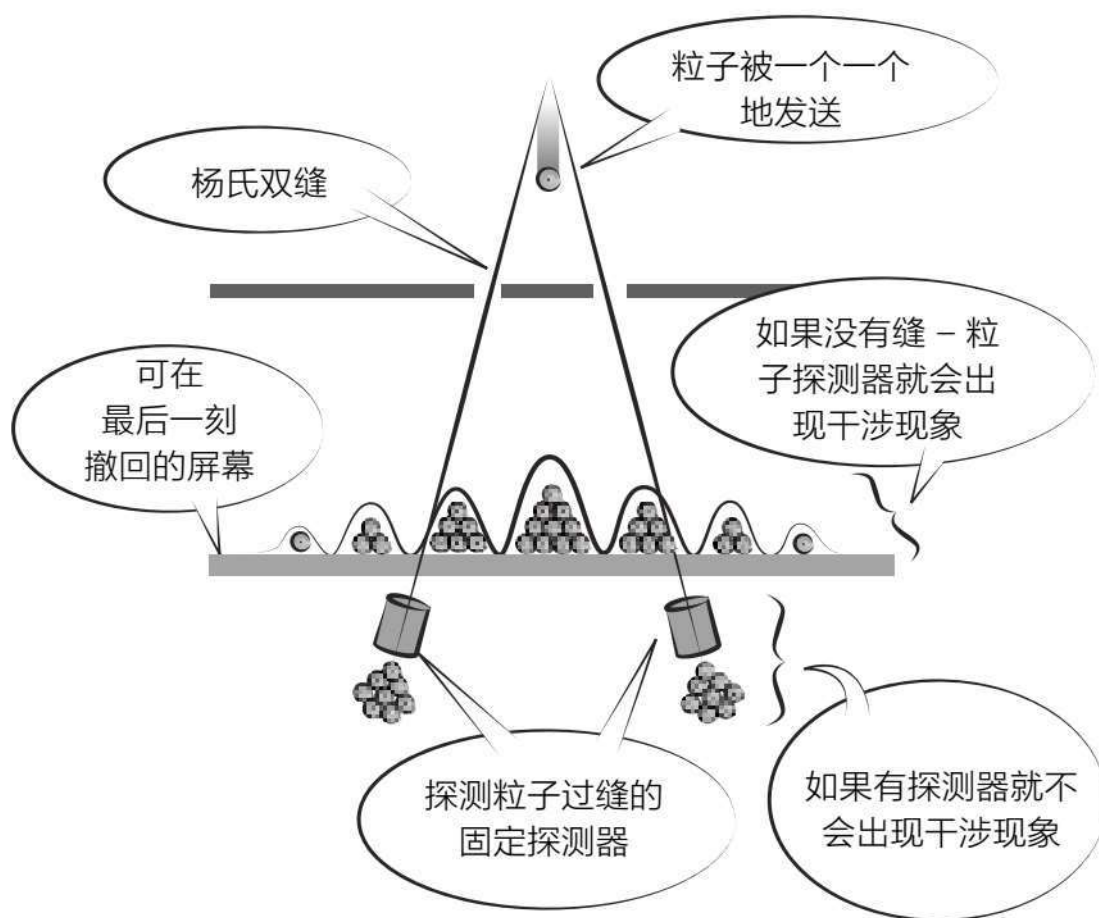 粒子被一个一个
地发送
杨氏双缝
如果没有缝 – 粒
子探测器就会出
现干涉现象
可在
最后一刻
撤回的屏幕
探测粒子过缝的
固定探测器
如果有探测器就不
会出现干涉现象